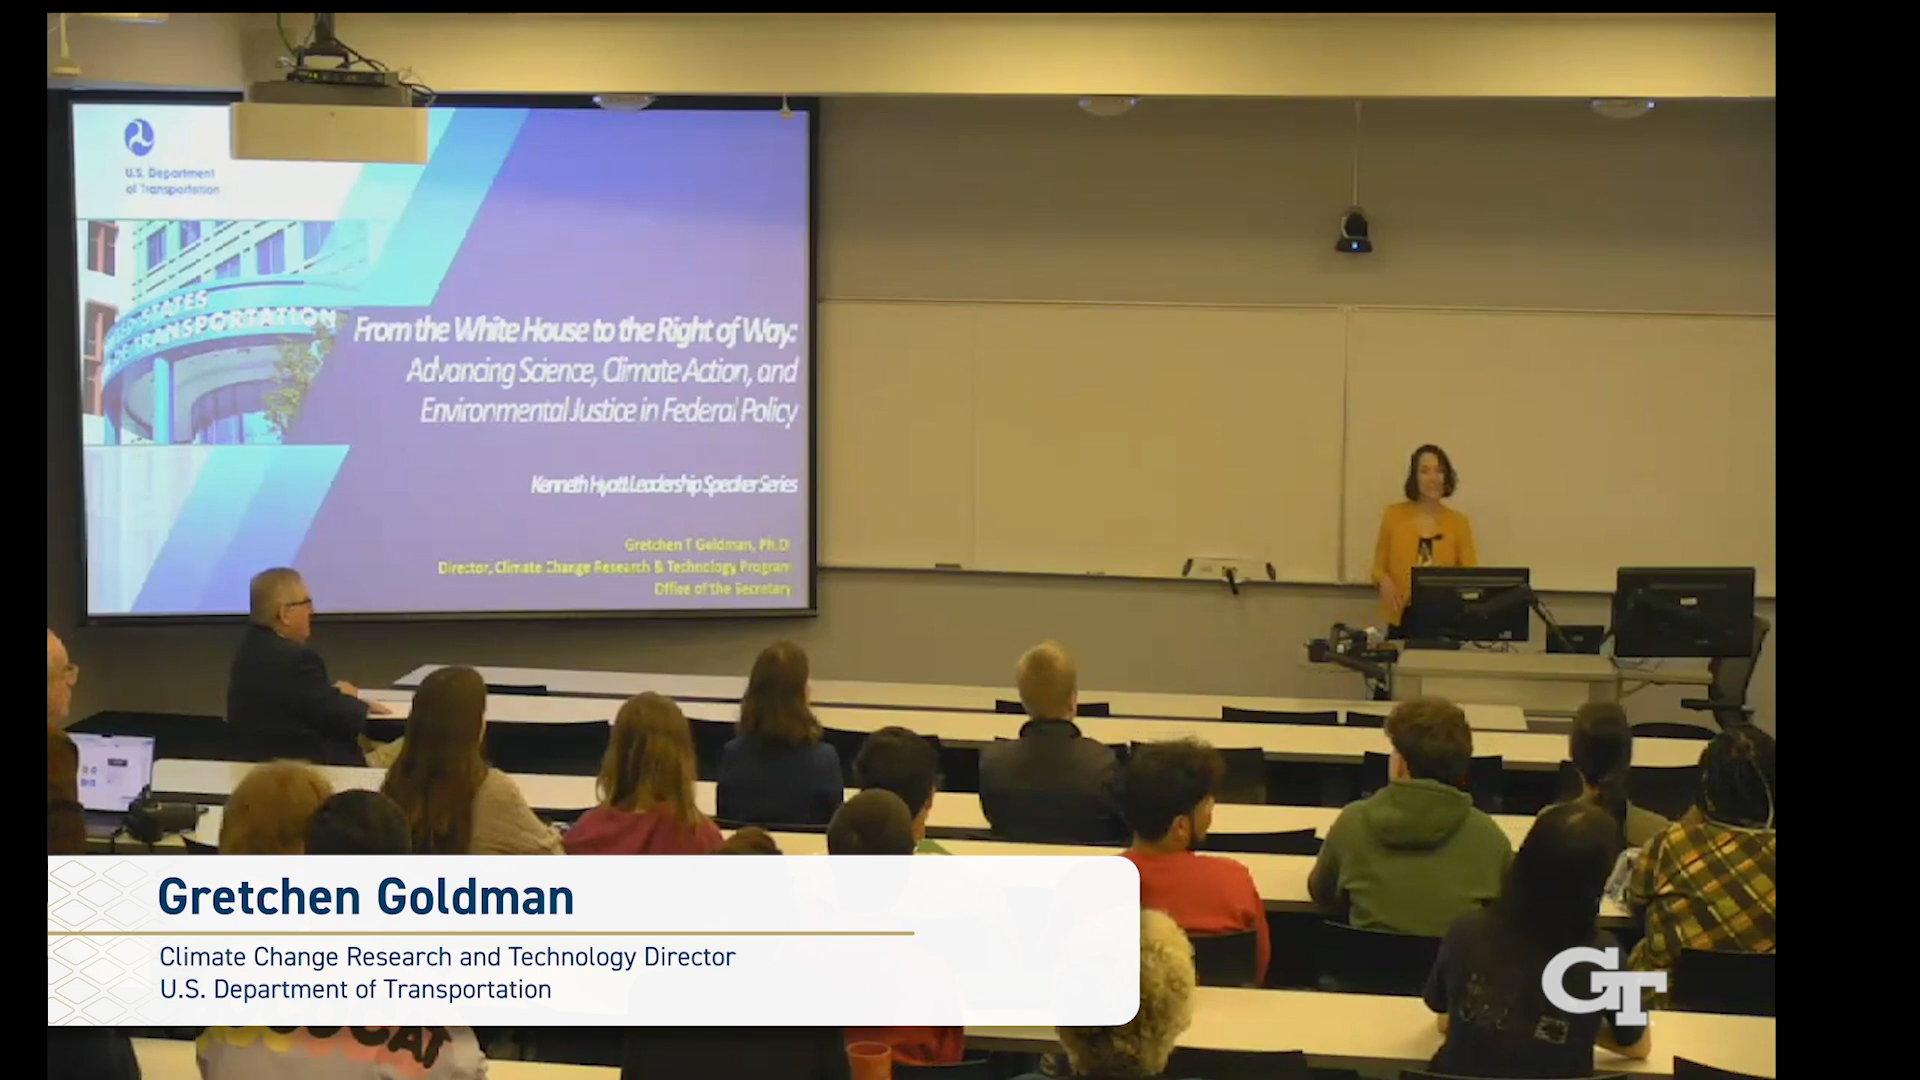 U.S. Department
of Transportation
STATES
TRANSPORTATION
From the White House to the Right of Way:
Advancing Science, Climate Action, and
Environmental Justice in Federal Policy
Kenneth Hyatt Leadership Speaker Series
Gretchen T Goldman, Ph.D
Director, Climate Change Research & Technology Program
Office of the Secretary
Gretchen Goldman
Climate Change Research and Technology Director
U.S. Department of Transportation
GT